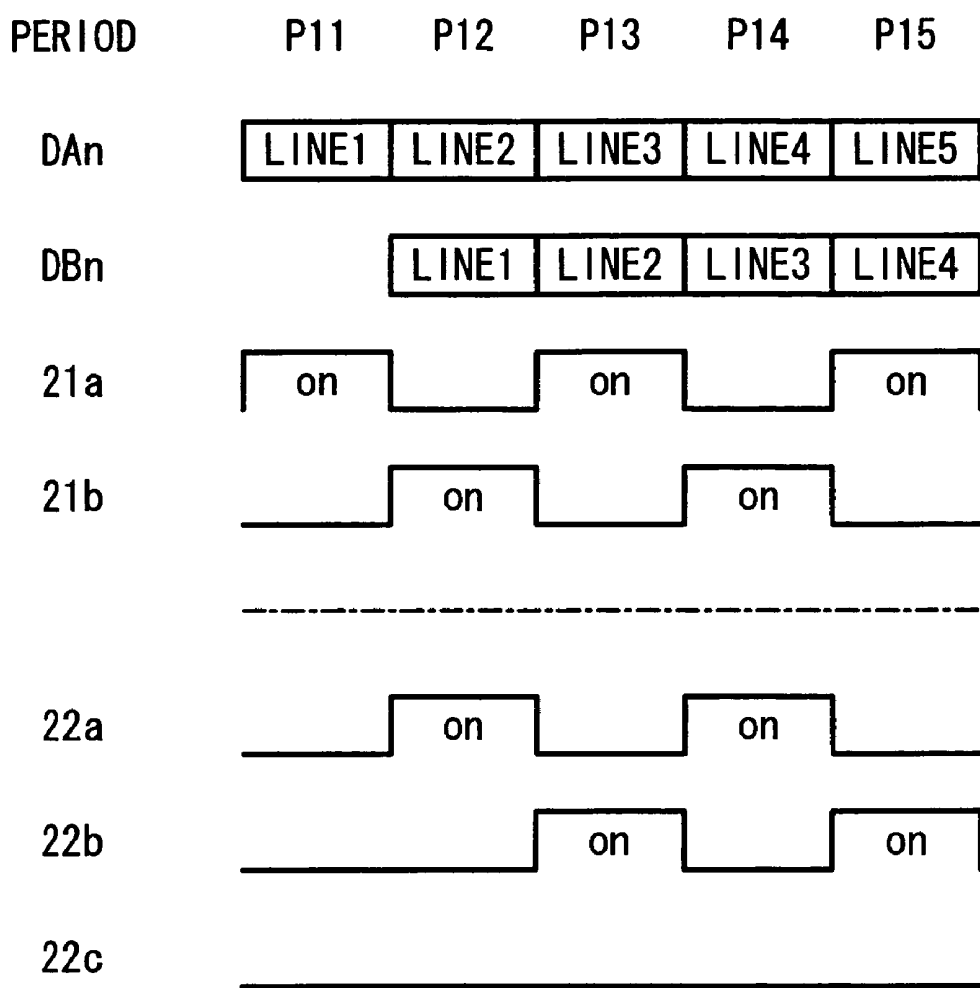 PERIOD P11 P12 P13 P14 P15
DAn LINE1 LINE2 LINE3 LINE4 LINE5
DBn LINE1 LINE2 LINE3 LINE4
21a on on on
21b on on
22a on on
22b on on
22c